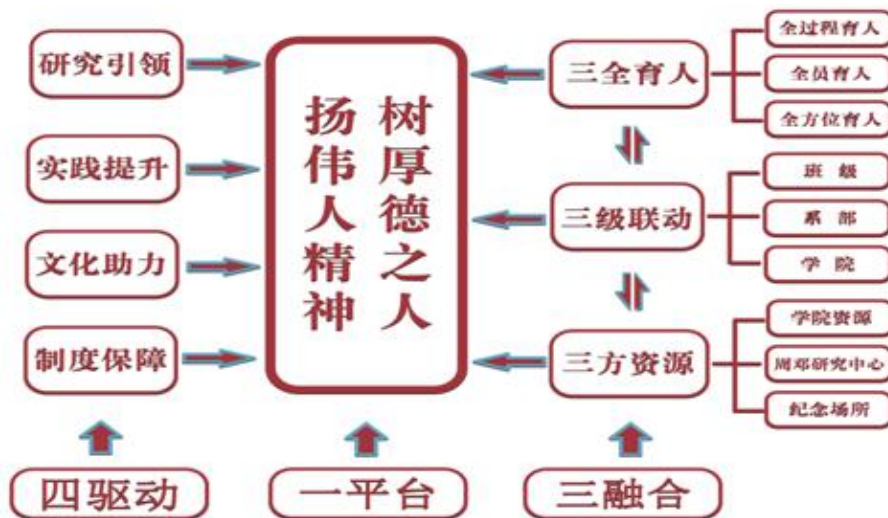 研究引领
实践提升
文化助力
制度保障
四驱动
扬伟人精神
树厚德之人
一平台
三全育人
全过程育人
全员育人
全方位育人
三级联动
班级
系部
学院
三方资源
学院资源
周邓研究中心
纪念场所
三融合